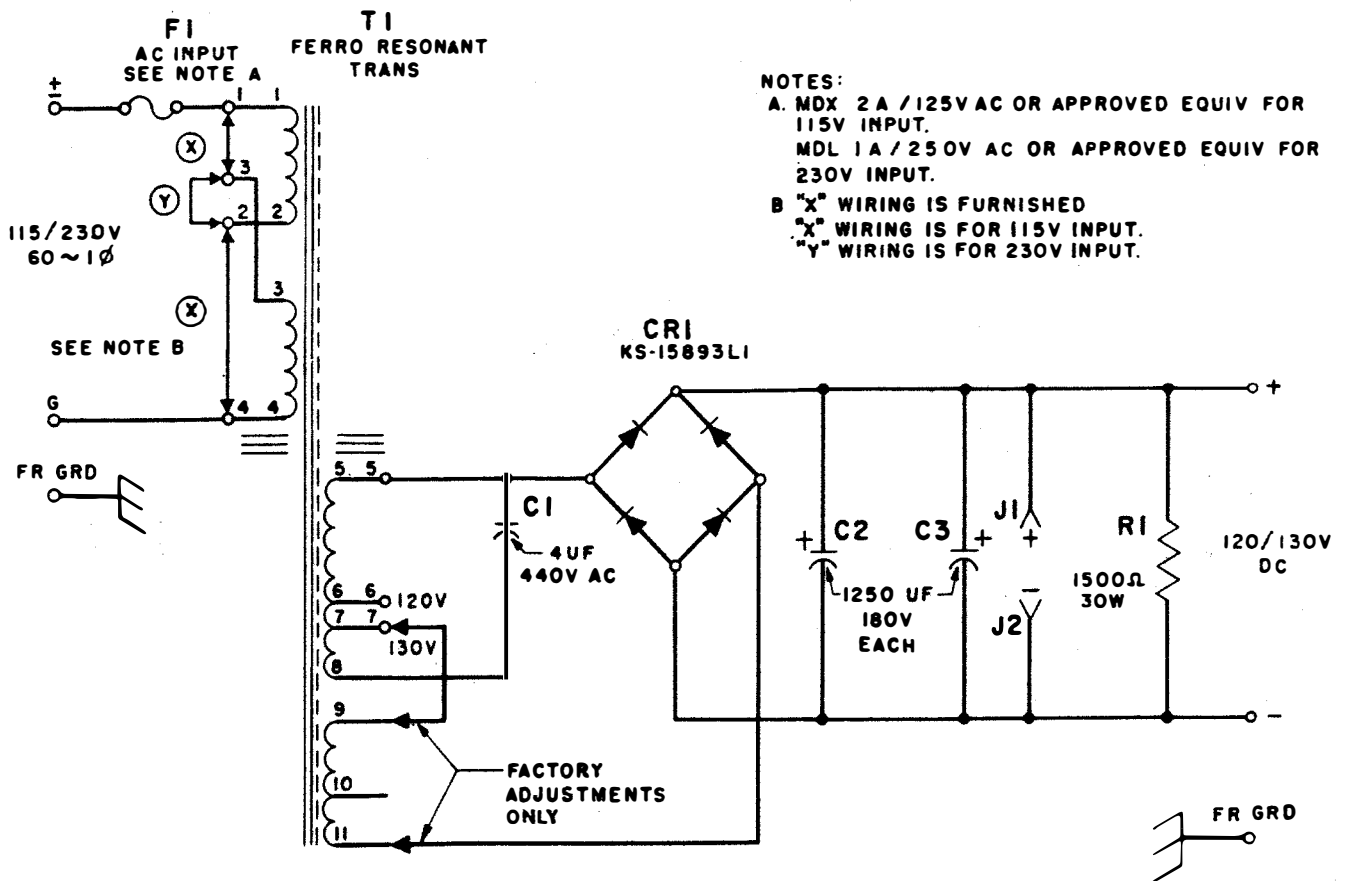 F1
AC INPUT
SEE NOTE A
T1
FERRO RESONANT
TRANS
±
1 1
X
3
Y
2 2
115/230V
60~1Ø
3
X
SEE NOTE B
G
4 4
FR GRD
NOTES:
A. MDX 2A/125VAC OR APPROVED EQUIV FOR
115V INPUT.
MDL 1A/250V AC OR APPROVED EQUIV FOR
230V INPUT.
B "X" WIRING IS FURNISHED
"X" WIRING IS FOR 115V INPUT.
"Y" WIRING IS FOR 230V INPUT.
CR1
KS-15893L1
5 5
C1
4UF
440V AC
6 6 120V
7 7
130V
8
9
10
11
FACTORY
ADJUSTMENTS
ONLY
+
+ C2
C3 +
1250 UF
180V
EACH
J1
+
−
J2
R1
1500Ω
30W
120/130V
DC
−
FR GRD